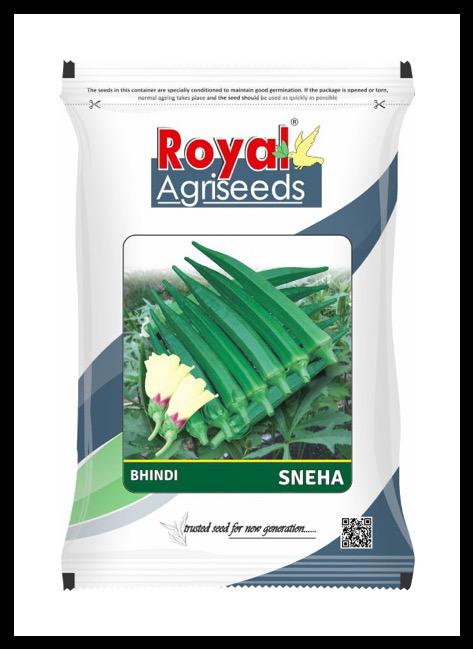 The seeds in this container are specially conditioned to maintain good germination. If the package is opened or torn,
normal ageing takes place and the seed should be used as quickly as possible
Royal®
Agriseeds
BHINDI
SNEHA
trusted seed for new generation......